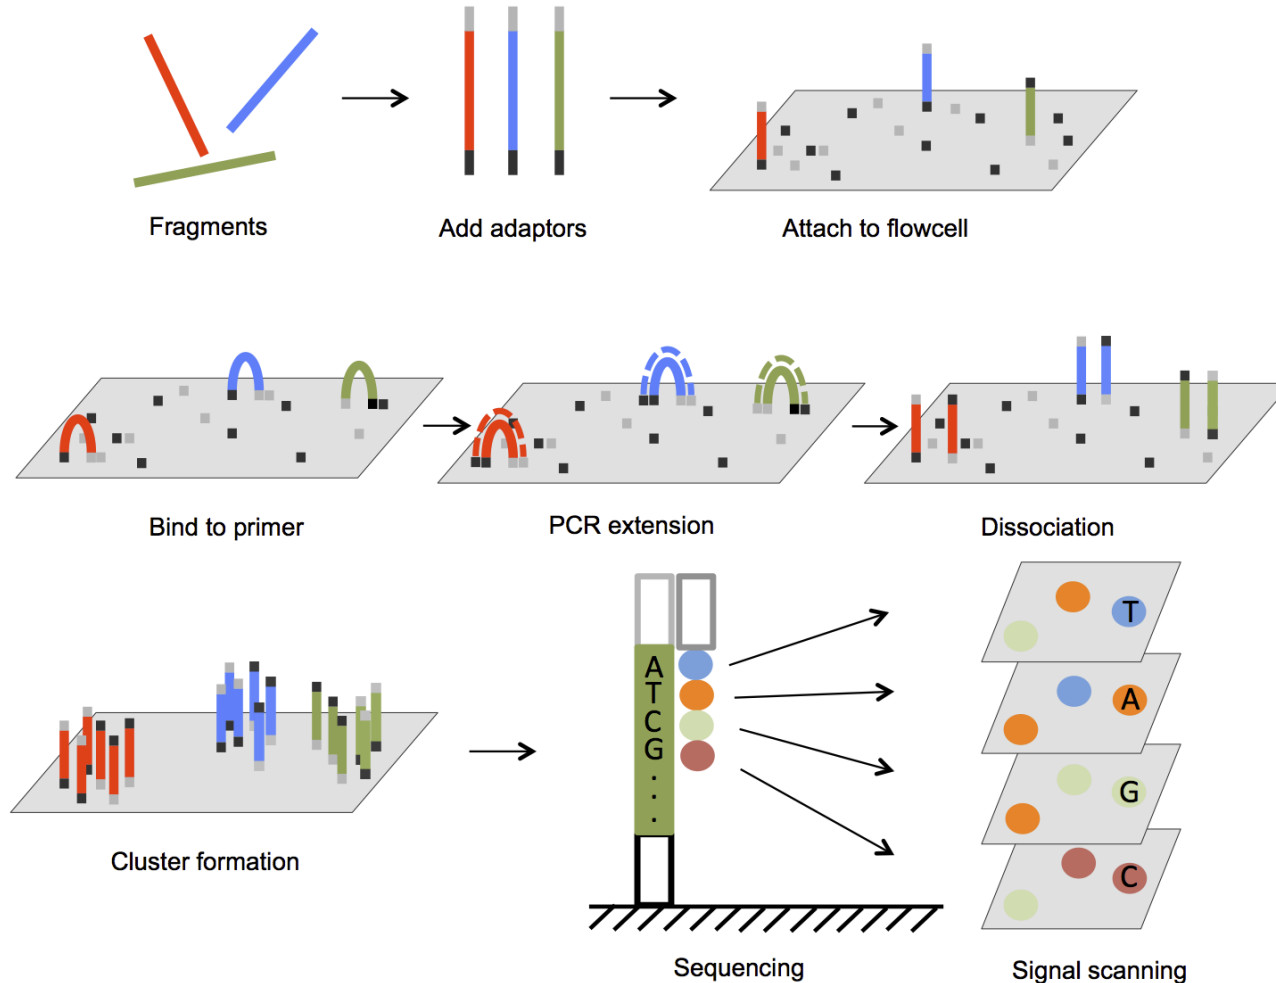 Fragments
Add adaptors
Attach to flowcell
Bind to primer
PCR extension
Dissociation
Cluster formation
A
T
C
G
.
.
.
Sequencing
T
A
G
C
Signal scanning